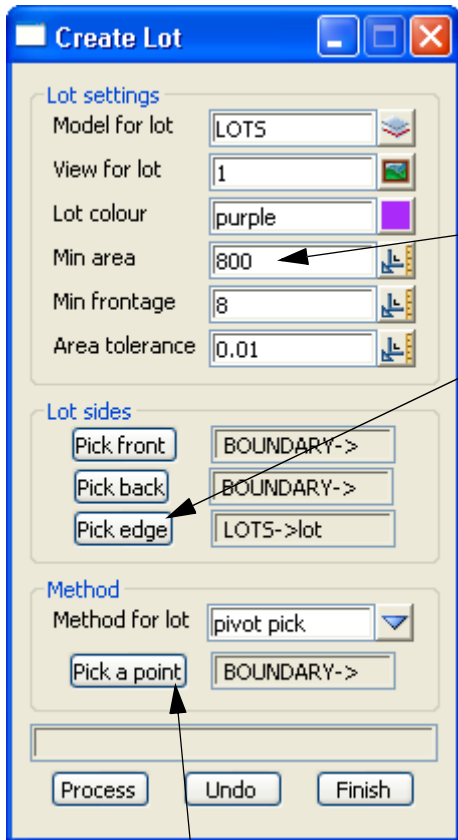 Create Lot
Lot settings
Model for lot LOTS
View for lot 1
Lot colour purple
Min area 800
Min frontage 8
Area tolerance 0.01
Lot sides
Pick front BOUNDARY->
Pick back BOUNDARY->
Pick edge LOTS->lot
Method
Method for lot pivot pick
Pick a point BOUNDARY->
Process Undo Finish